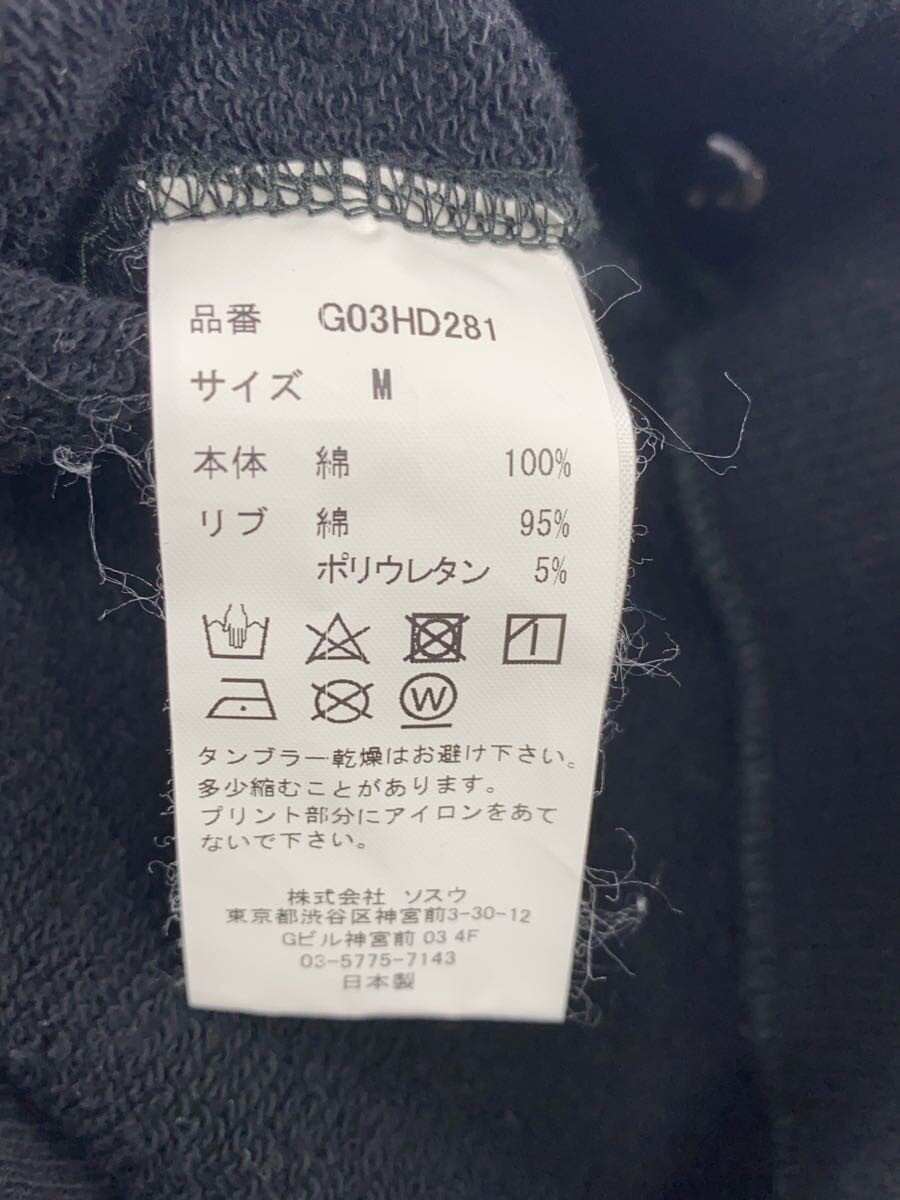 品番 G03HD281
サイズ M
本体 綿 100%
リブ 綿 95%
ポリウレタン 5%
W
タンブラー乾燥はお避け下さい。
多少縮むことがあります。
プリント部分にアイロンをあて
ないで下さい。
株式会社 ソスウ
東京都渋谷区神宮前3-30-12
Gビル神宮前 03 4F
03-5775-7143
日本製